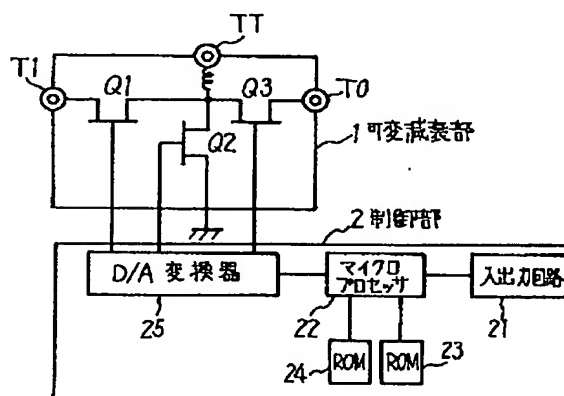 TT
T1
Q1
Q3
TO
Q2
1 可変減衰部
2 制御部
D/A 変換器
マイクロ
プロセッサ
入出力回路
25
22
21
24
ROM
ROM
23